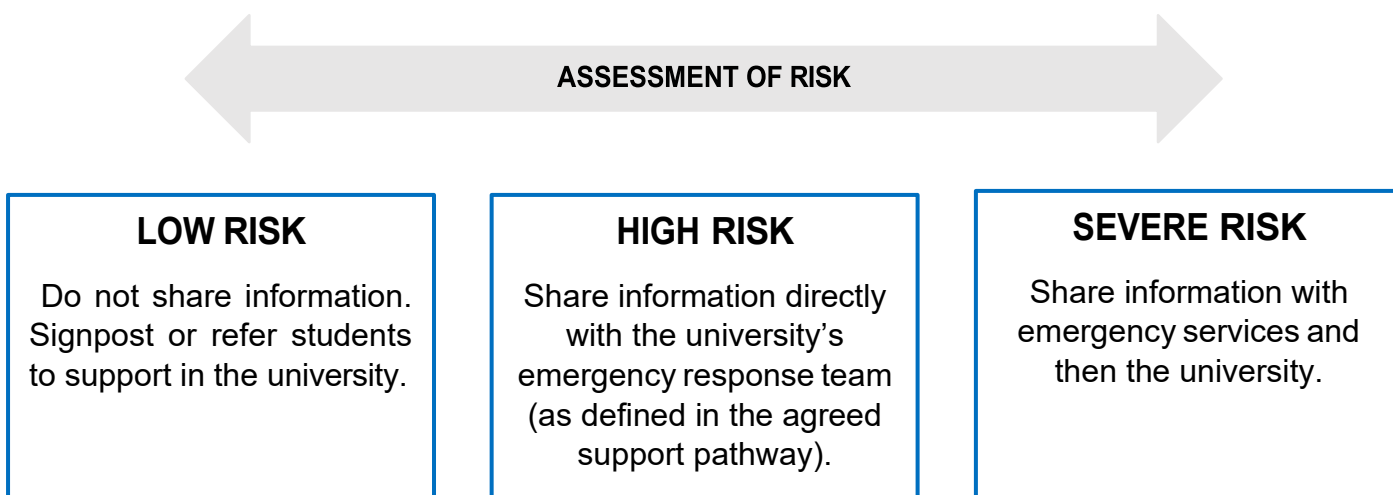 ASSESSMENT OF RISK
LOW RISK
Do not share information.
Signpost or refer students
to support in the university.
HIGH RISK
Share information directly
with the university’s
emergency response team
(as defined in the agreed
support pathway).
SEVERE RISK
Share information with
emergency services and
then the university.